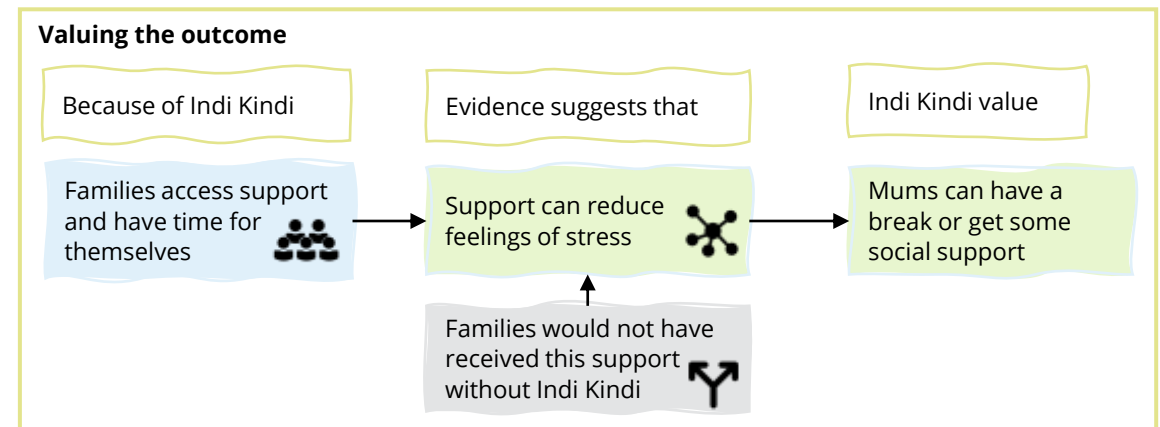 Valuing the outcome
Because of Indi Kindi
Evidence suggests that
Indi Kindi value
Families access support
and have time for
themselves
Support can reduce
feelings of stress
Mums can have a
break or get some
social support
Families would not have
received this support
without Indi Kindi